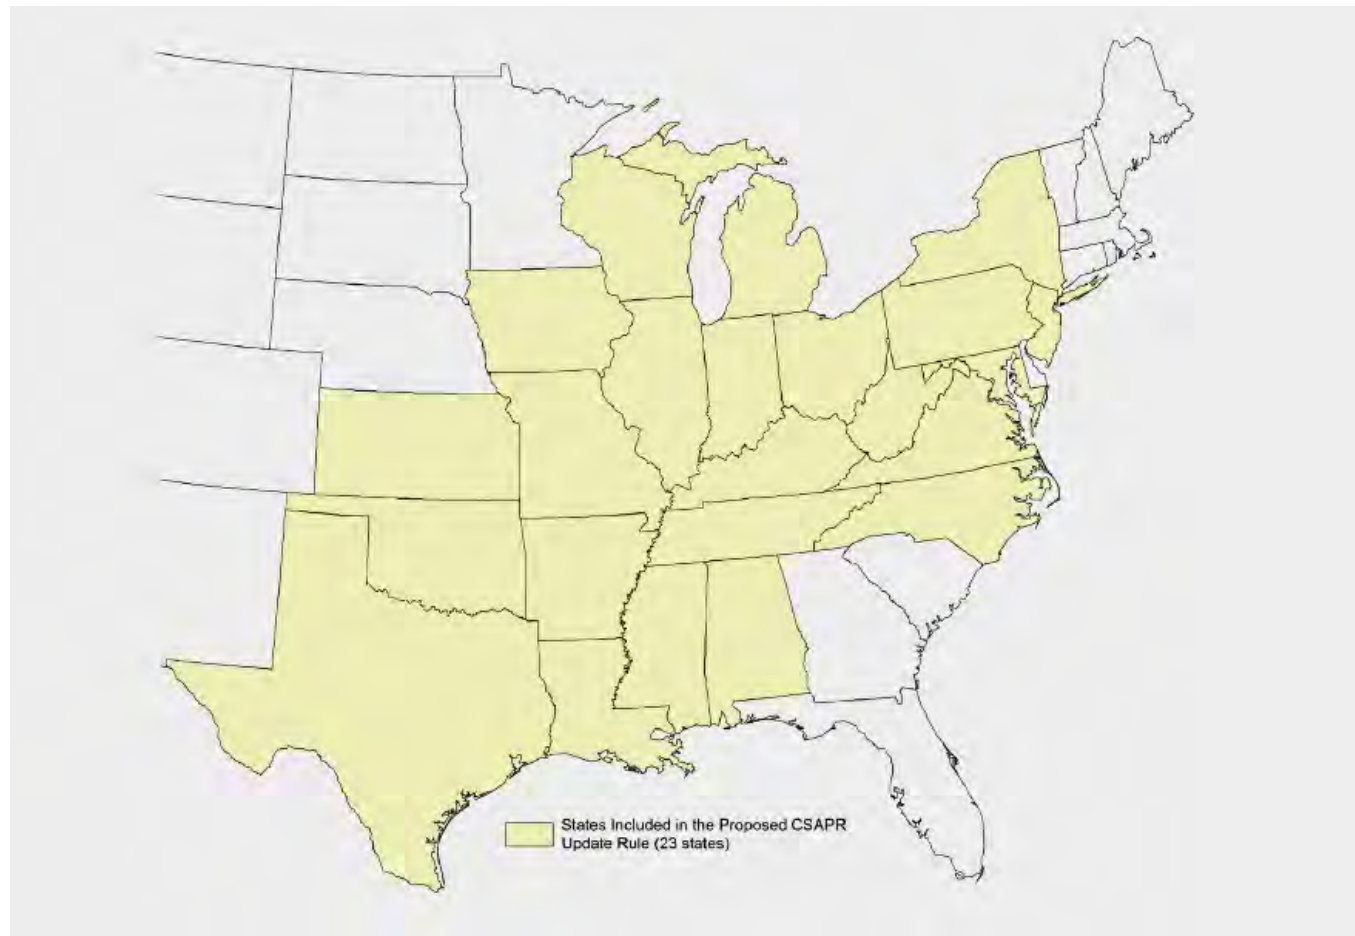 States Included in the Proposed CSAPR
Update Rule (23 states)